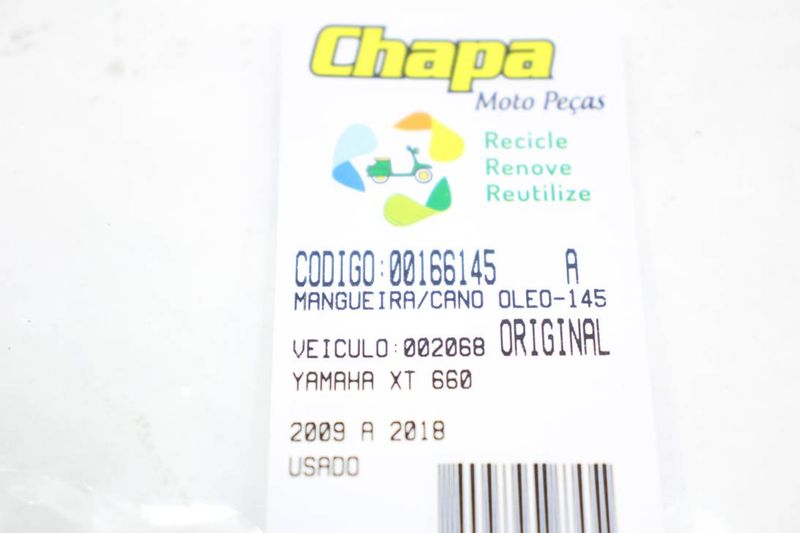 Chapa
Moto Peças
Recicle
Renove
Reutilize
CODIGO:00166145 A
MANGUEIRA/CANO OLEO-145
VEICULO:002068 ORIGINAL
YAMAHA XT 660
2009 A 2018
USADO